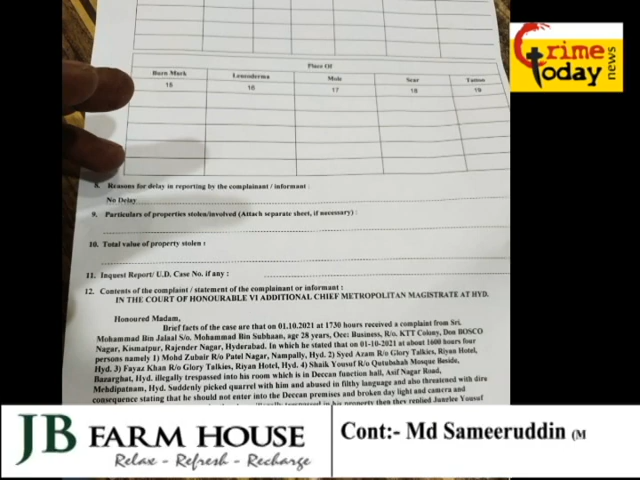 Crime
Today
news
Place Of
Burn Mark Leucoderma Mole Scar Tattoo
15 16 17 18 19
8. Reasons for delay in reporting by the complainant / informant :
No Delay
9. Particulars of properties stolen/involved (Attach separate sheet, if necessary) :
10. Total value of property stolen :
11. Inquest Report/ U.D. Case No. if any :
12. Contents of the complaint / statement of the complainant or informant :
IN THE COURT OF HONOURABLE VI ADDITIONAL CHIEF METROPOLITAN MAGISTRATE AT HYD.
Honoured Madam,
Brief facts of the case are that on 01.10.2021 at 1730 hours received a complaint from Sri.
Mohammad Bin Jalaal S/o. Mohammad Bin Subhaan, age 28 years, Occ: Business, R/o. KTT Colony, Don BOSCO
Nagar, Kismatpur, Rajender Nagar, Hyderabad. In which he stated that on 01-10-2021 at about 1600 hours four
persons namely 1) Mohd Zubair R/o Patel Nagar, Nampally, Hyd. 2) Syed Azam R/o Glory Talkies, Riyan Hotel,
Hyd. 3) Fayaz Khan R/o Glory Talkies, Riyan Hotel, Hyd. 4) Shaik Yousuf R/o Qutubshah Mosque Beside,
Bazarghat, Hyd. illegally trespassed into his room which is in Deccan function hall, Asif Nagar Road,
Mehdipatnam, Hyd. Suddenly picked quarrel with him and abused in filthy language and also threatened with dire
consequence stating that he should not enter into the Deccan premises and broken day light and camera and
in his property then they replied Yousuf
JB FARM HOUSE
Relax - Refresh - Recharge
Cont:- Md Sameeruddin (M